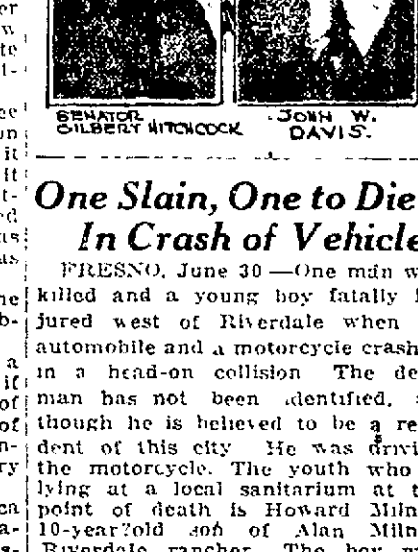 SENATOR
GILBERT HITCHCOCK
JOHN W.
DAVIS.
One Slain, One to Die
In Crash of Vehicle
FRESNO, June 30 —One man w
killed and a young boy fatally i
jured west of Riverdale when
automobile and a motorcycle crash
in a head-on collision The de
man has not been identified,
though he is believed to be a re
dent of this city He was drivi
the motorcycle. The youth who
lying at a local sanitarium at t
point of death is Howard Miln
10-year?old son of Alan Miln
Riverdale rancher. The boy w